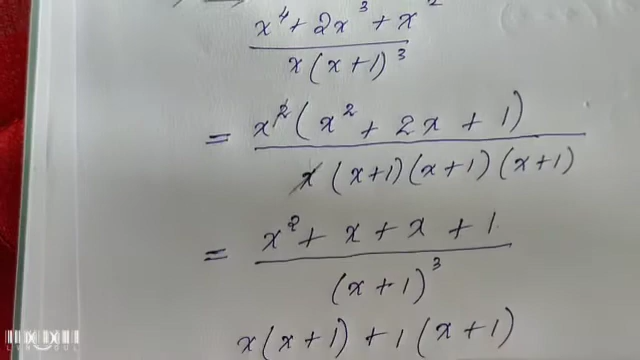 x⁴ + 2x³ + x²
x(x+1)³
= x²(x² + 2x + 1)
x(x+1)(x+1)(x+1)
= x² + x + x + 1
(x+1)³
x(x+1) + 1(x+1)